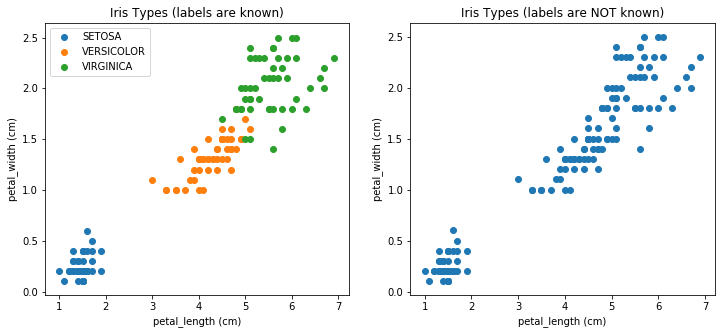 Iris Types (labels are known)
SETOSA
VERSICOLOR
VIRGINICA
petal_width (cm)
2.5
2.0
1.5
1.0
0.5
0.0
1 2 3 4 5 6 7
petal_length (cm)
Iris Types (labels are NOT known)
petal_width (cm)
2.5
2.0
1.5
1.0
0.5
0.0
1 2 3 4 5 6 7
petal_length (cm)